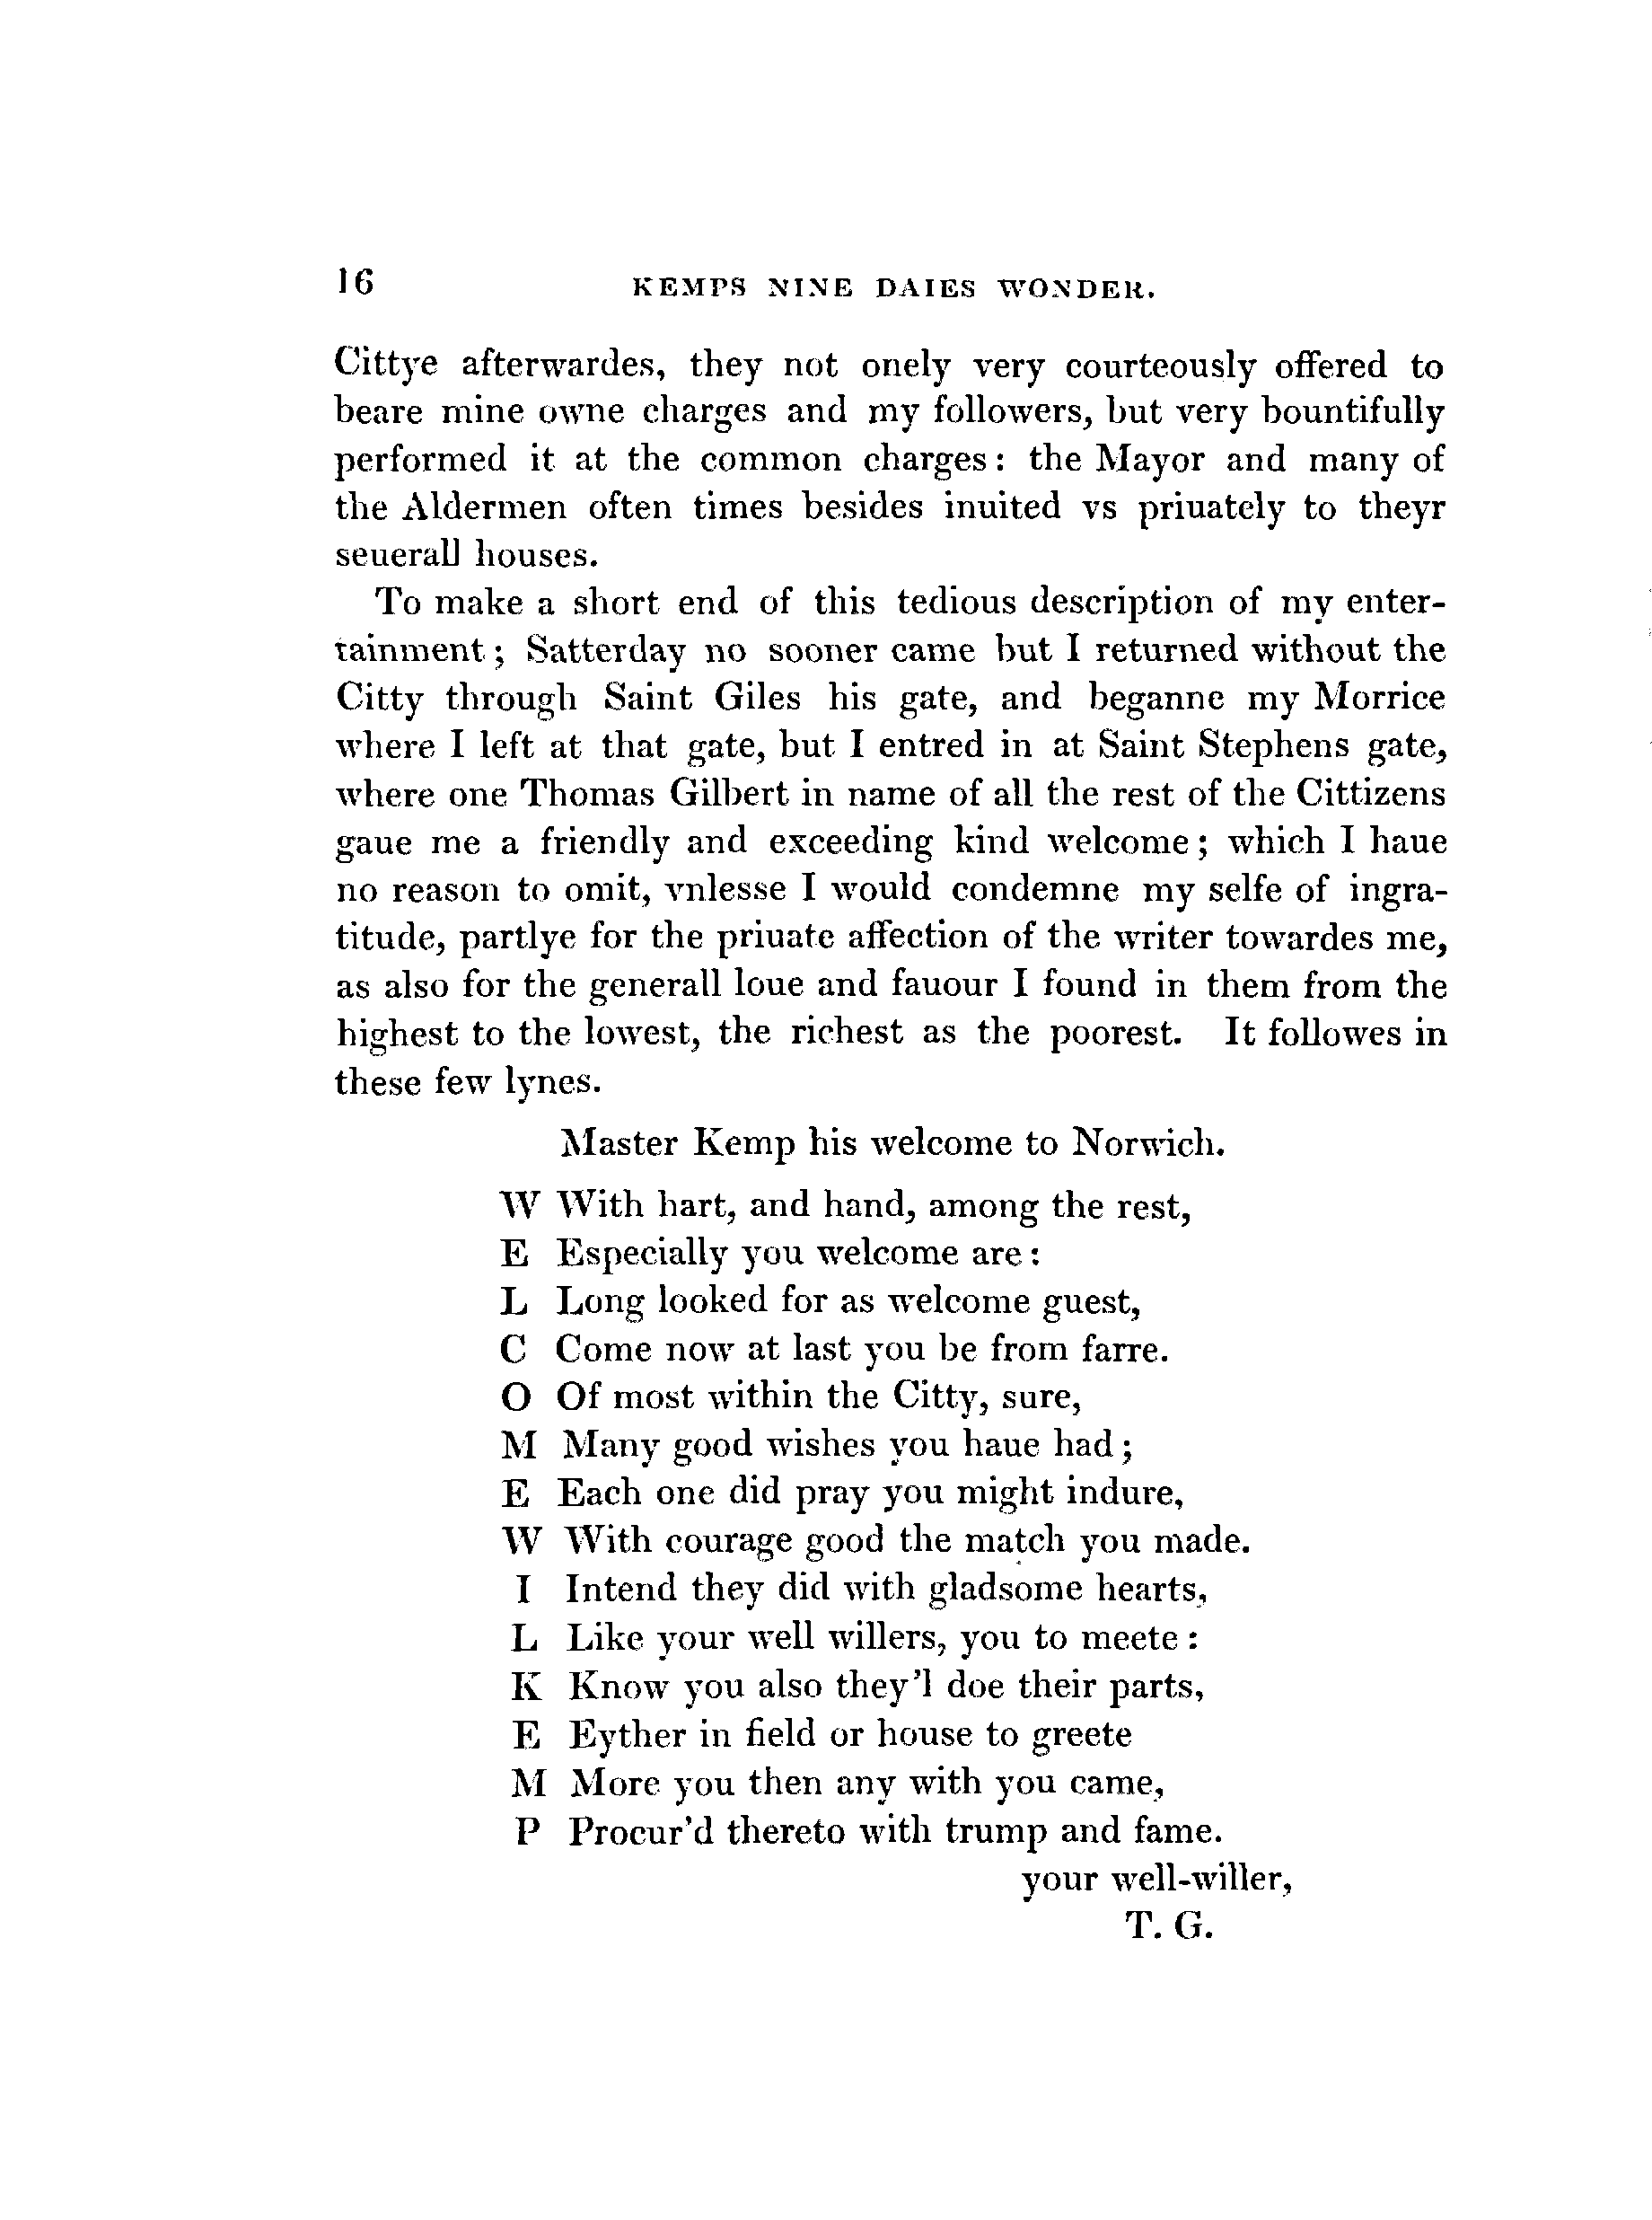 16 KEMPS NINE DAIES WONDER.
Cittye afterwardes, they not onely very courteously offered to
beare mine owne charges and my followers, but very bountifully
performed it at the common charges: the Mayor and many of
the Aldermen often times besides inuited vs priuately to theyr
seuerall houses.
To make a short end of this tedious description of my enter-
tainment; Satterday no sooner came but I returned without the
Citty through Saint Giles his gate, and beganne my Morrice
where I left at that gate, but I entred in at Saint Stephens gate,
where one Thomas Gilbert in name of all the rest of the Cittizens
gaue me a friendly and exceeding kind welcome; which I haue
no reason to omit, vnlesse I would condemne my selfe of ingra-
titude, partlye for the priuate affection of the writer towardes me,
as also for the generall loue and fauour I found in them from the
highest to the lowest, the richest as the poorest. It followes in
these few lynes.
Master Kemp his welcome to Norwich.
W With hart, and hand, among the rest,
E Especially you welcome are:
L Long looked for as welcome guest,
C Come now at last you be from farre.
O Of most within the Citty, sure,
M Many good wishes you haue had;
E Each one did pray you might indure,
W With courage good the match you made.
I Intend they did with gladsome hearts,
L Like your well willers, you to meete:
K Know you also they'l doe their parts,
E Eyther in field or house to greete
M More you then any with you came,
P Procur'd thereto with trump and fame.
your well-willer,
T. G.